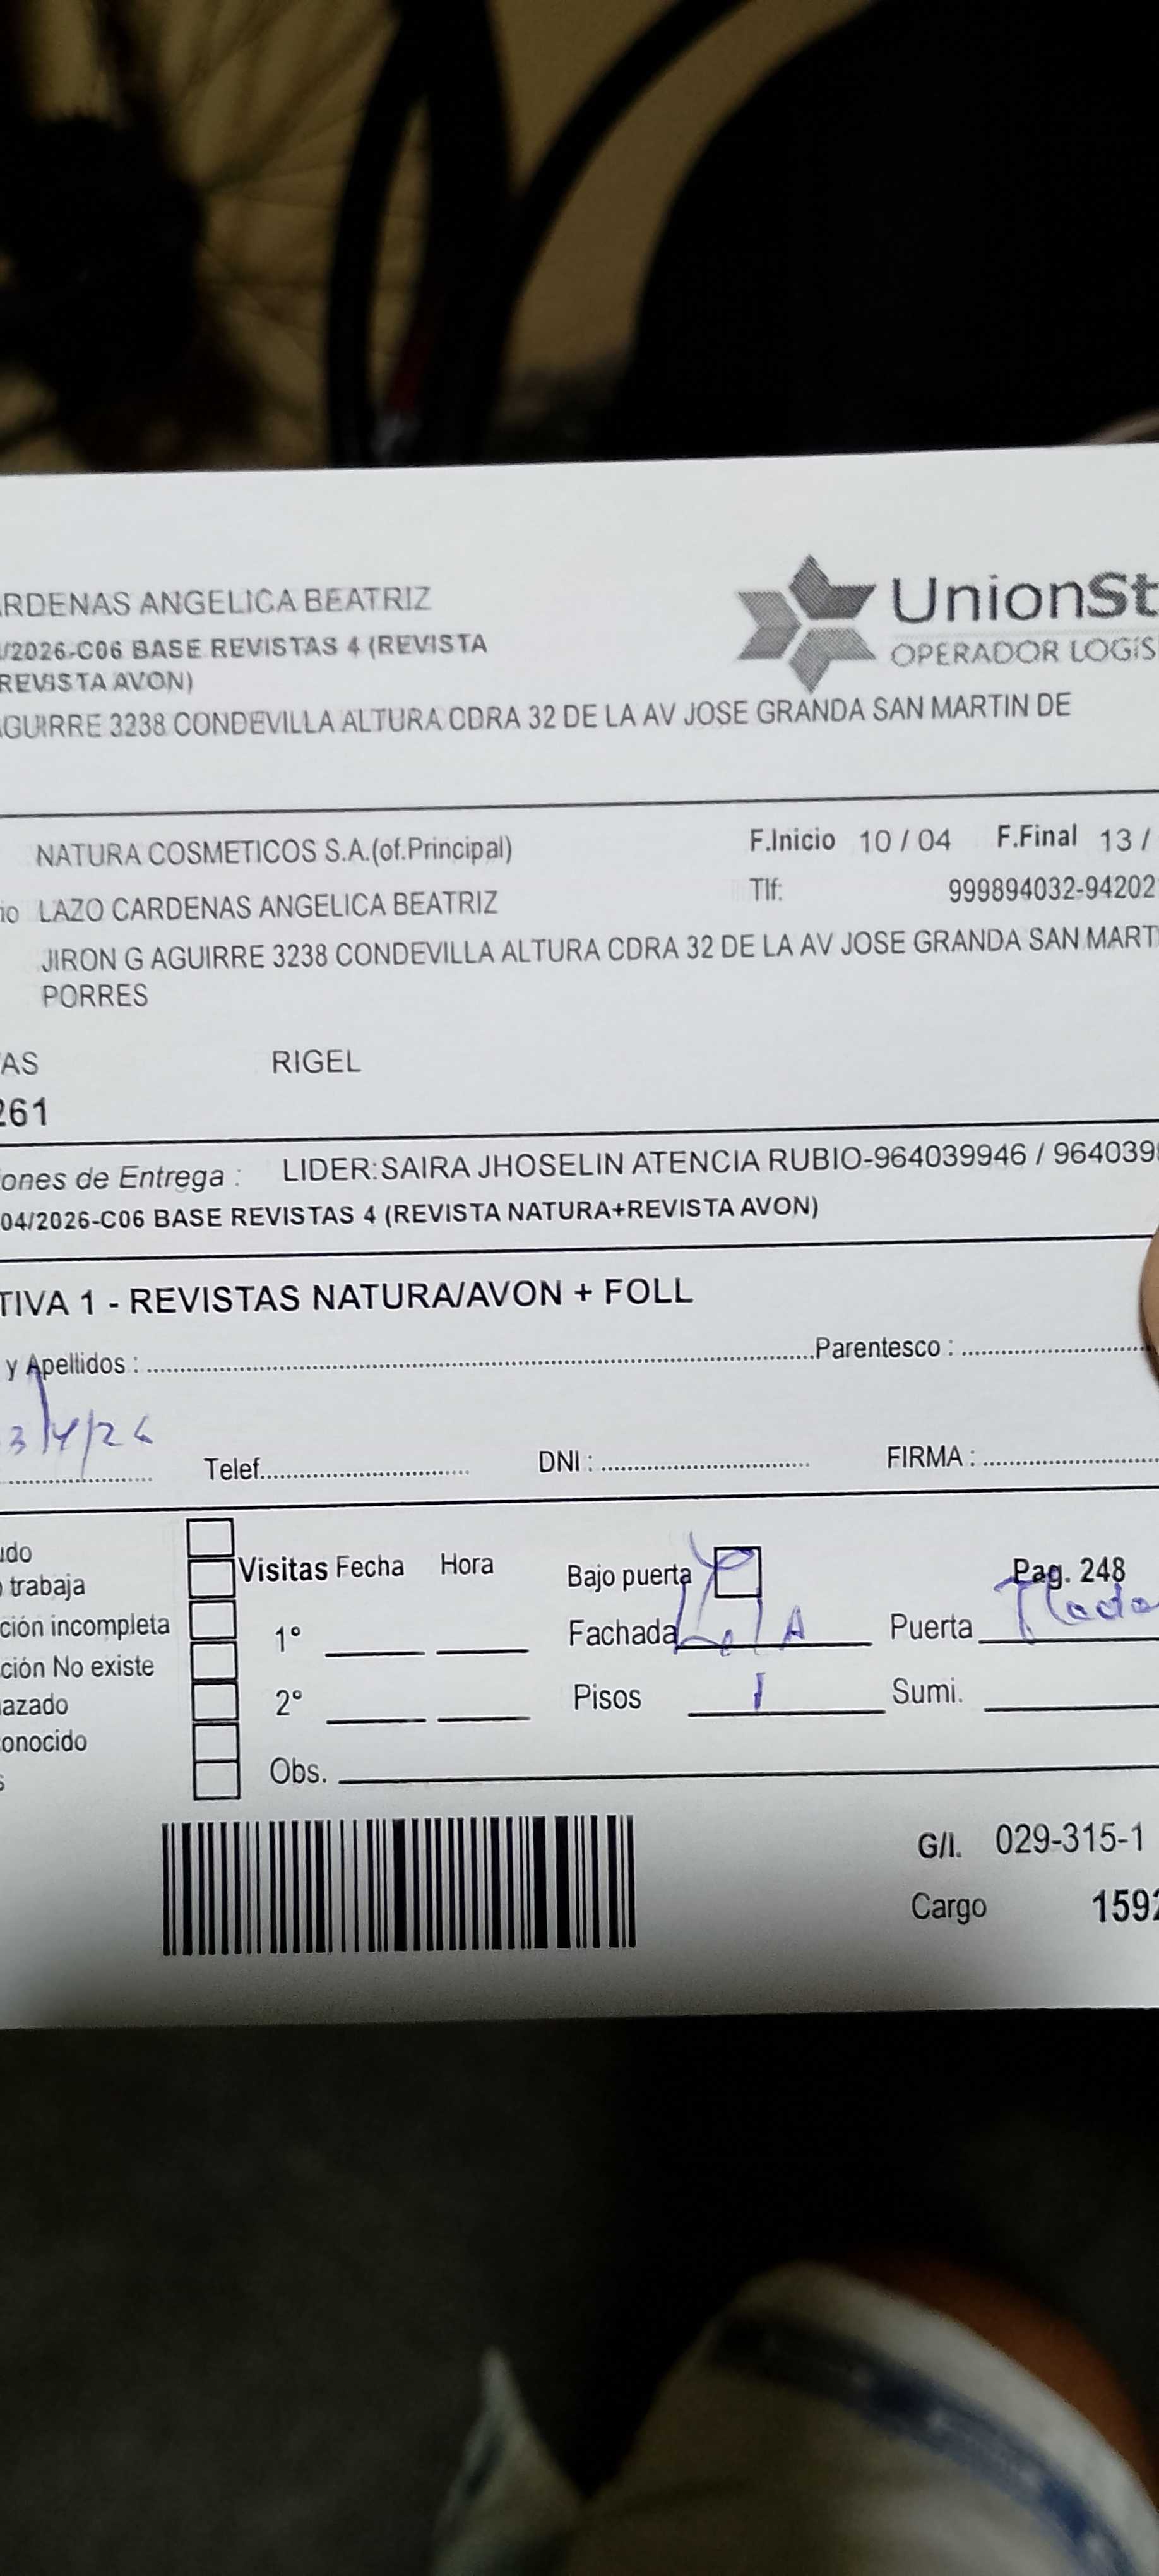 RDENAS ANGELICA BEATRIZ
/2026-C06 BASE REVISTAS 4 (REVISTA
REVISTA AVON)
GUIRRE 3238 CONDEVILLA ALTURA CDRA 32 DE LA AV JOSE GRANDA SAN MARTIN DE
UnionSt
OPERADOR LOGÍS
NATURA COSMETICOS S.A.(of.Principal)
F.Inicio 10 / 04 F.Final 13 /
io LAZO CARDENAS ANGELICA BEATRIZ
Tlf: 999894032-94202
JIRON G AGUIRRE 3238 CONDEVILLA ALTURA CDRA 32 DE LA AV JOSE GRANDA SAN MART
PORRES
AS RIGEL
261
ones de Entrega : LIDER:SAIRA JHOSELIN ATENCIA RUBIO-964039946 / 964039
04/2026-C06 BASE REVISTAS 4 (REVISTA NATURA+REVISTA AVON)
TIVA 1 - REVISTAS NATURA/AVON + FOLL
y Apellidos : Parentesco :
3/4/26
Telef. DNI : FIRMA :
udo
trabaja
ción incompleta
ción No existe
azado
onocido
s
Visitas Fecha Hora
1°
2°
Obs.
Bajo puerta
Fachada
Pisos 1
Pag. 248
Puerta
Sumi.
G/I. 029-315-1
Cargo 1592